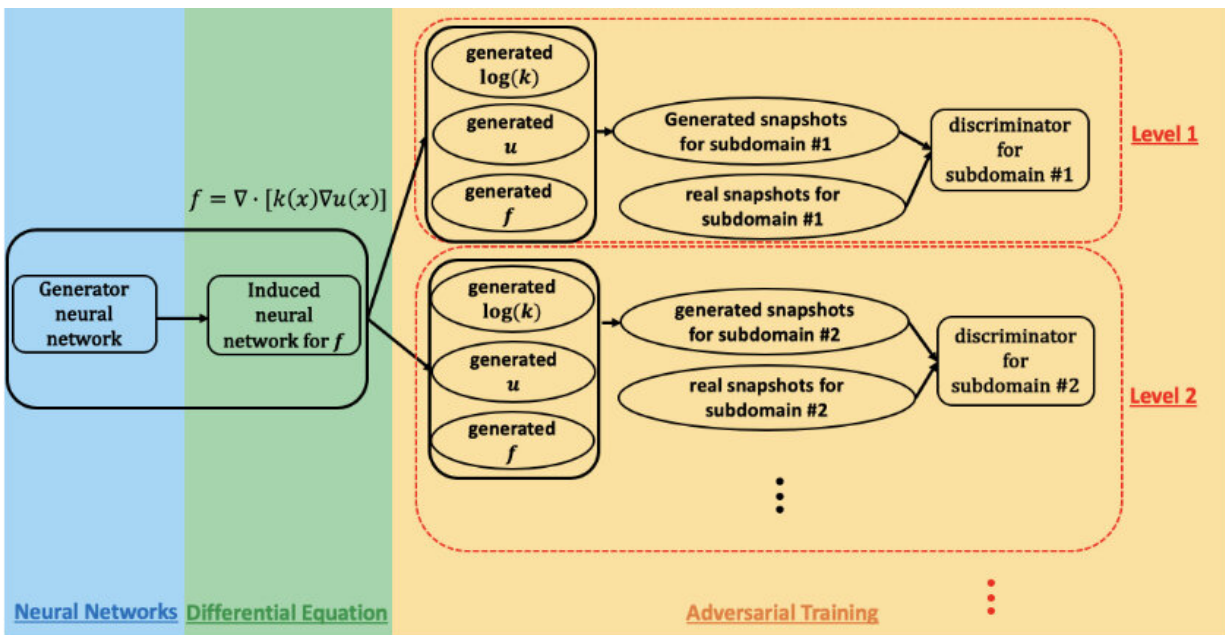 f = ∇ · [k(x)∇u(x)]
Generator
neural
network
Induced
neural
network for f
generated
log(k)
generated
u
generated
f
Generated snapshots
for subdomain #1
real snapshots for
subdomain #1
discriminator
for
subdomain #1
Level 1
generated
log(k)
generated
u
generated
f
generated snapshots
for subdomain #2
real snapshots for
subdomain #2
discriminator
for
subdomain #2
Level 2
Neural Networks
Differential Equation
Adversarial Training